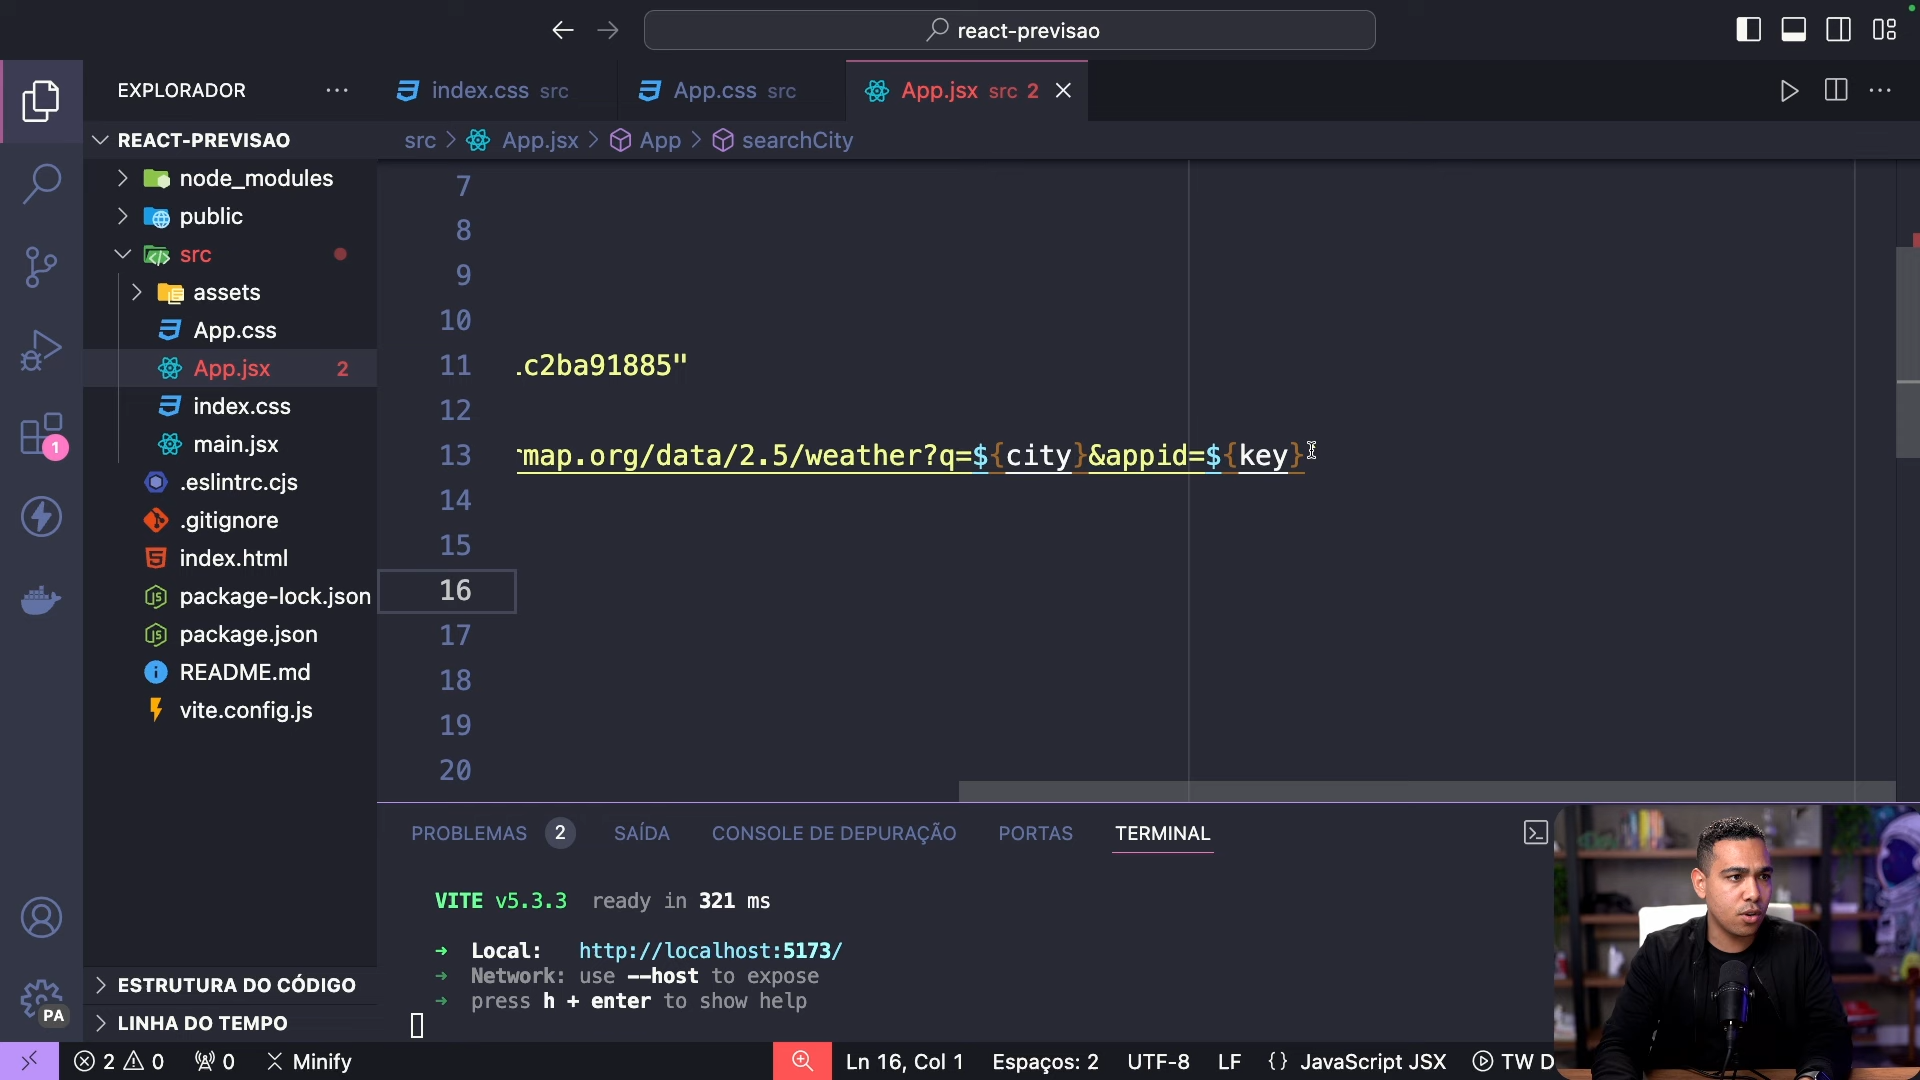 react-previsao
EXPLORADOR
index.css src
App.css src
App.jsx src 2
REACT-PREVISAO
src > App.jsx > App > searchCity
node_modules
public
src
assets
App.css
App.jsx 2
index.css
main.jsx
.eslintrc.cjs
.gitignore
index.html
package-lock.json
package.json
README.md
vite.config.js
7
8
9
10
11 .c2ba91885"
12
13 map.org/data/2.5/weather?q=${city}&appid=${key}
14
15
16
17
18
19
20
1
PROBLEMAS 2 SAÍDA CONSOLE DE DEPURAÇÃO PORTAS TERMINAL
VITE v5.3.3 ready in 321 ms
➜ Local: http://localhost:5173/
➜ Network: use --host to expose
➜ press h + enter to show help
ESTRUTURA DO CÓDIGO
LINHA DO TEMPO
PA
2 0 0 Minify Ln 16, Col 1 Espaços: 2 UTF-8 LF {} JavaScript JSX TW D